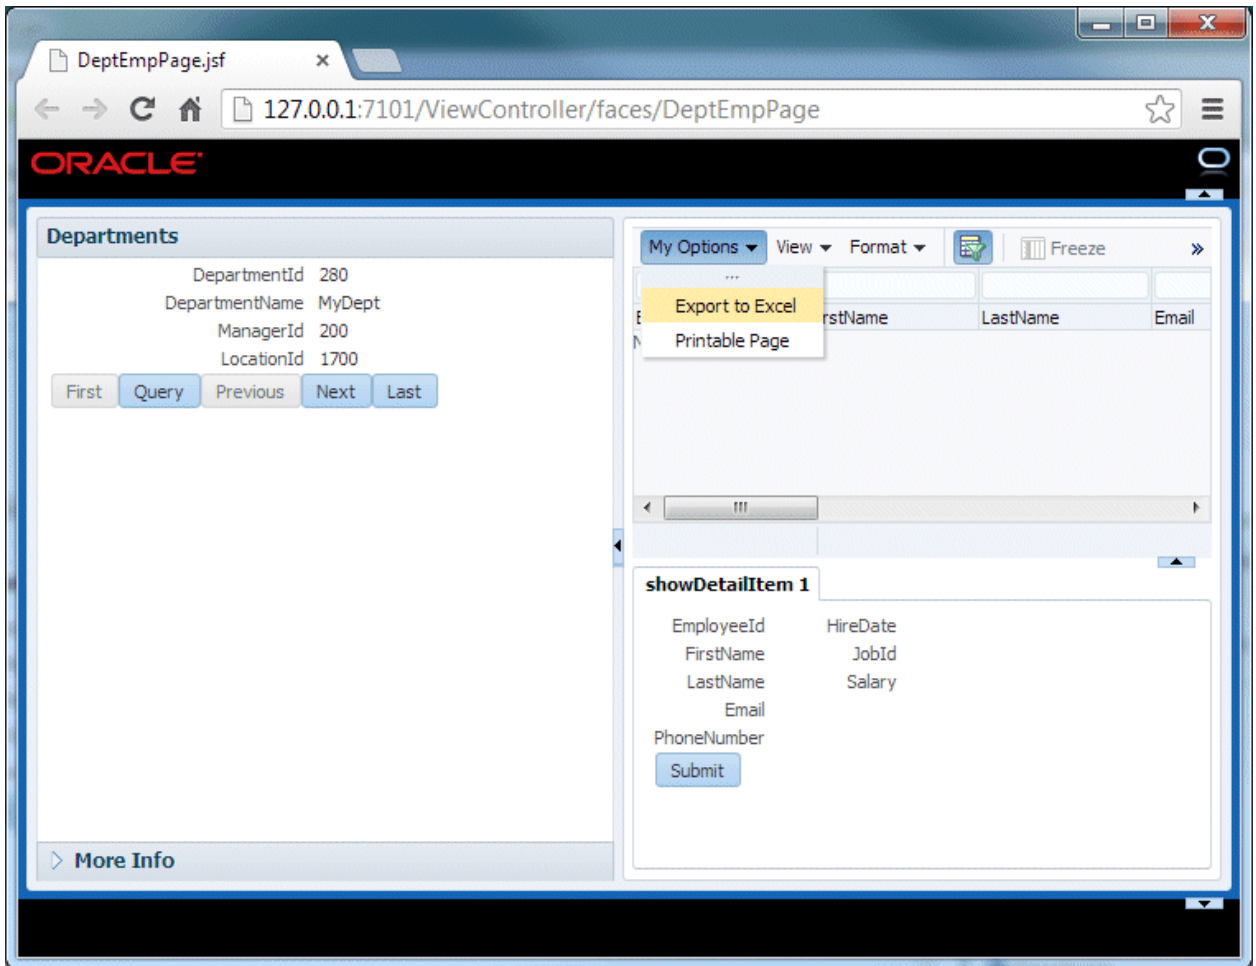 DeptEmpPage.jsf
127.0.0.1:7101/ViewController/faces/DeptEmpPage
ORACLE
Departments
DepartmentId 280
DepartmentName MyDept
ManagerId 200
LocationId 1700
First Query Previous Next Last
More Info
My Options View Format Freeze »
...
Export to Excel
Printable Page
E rstName LastName Email
N
showDetailItem 1
EmployeeId HireDate
FirstName JobId
LastName Salary
Email
PhoneNumber
Submit